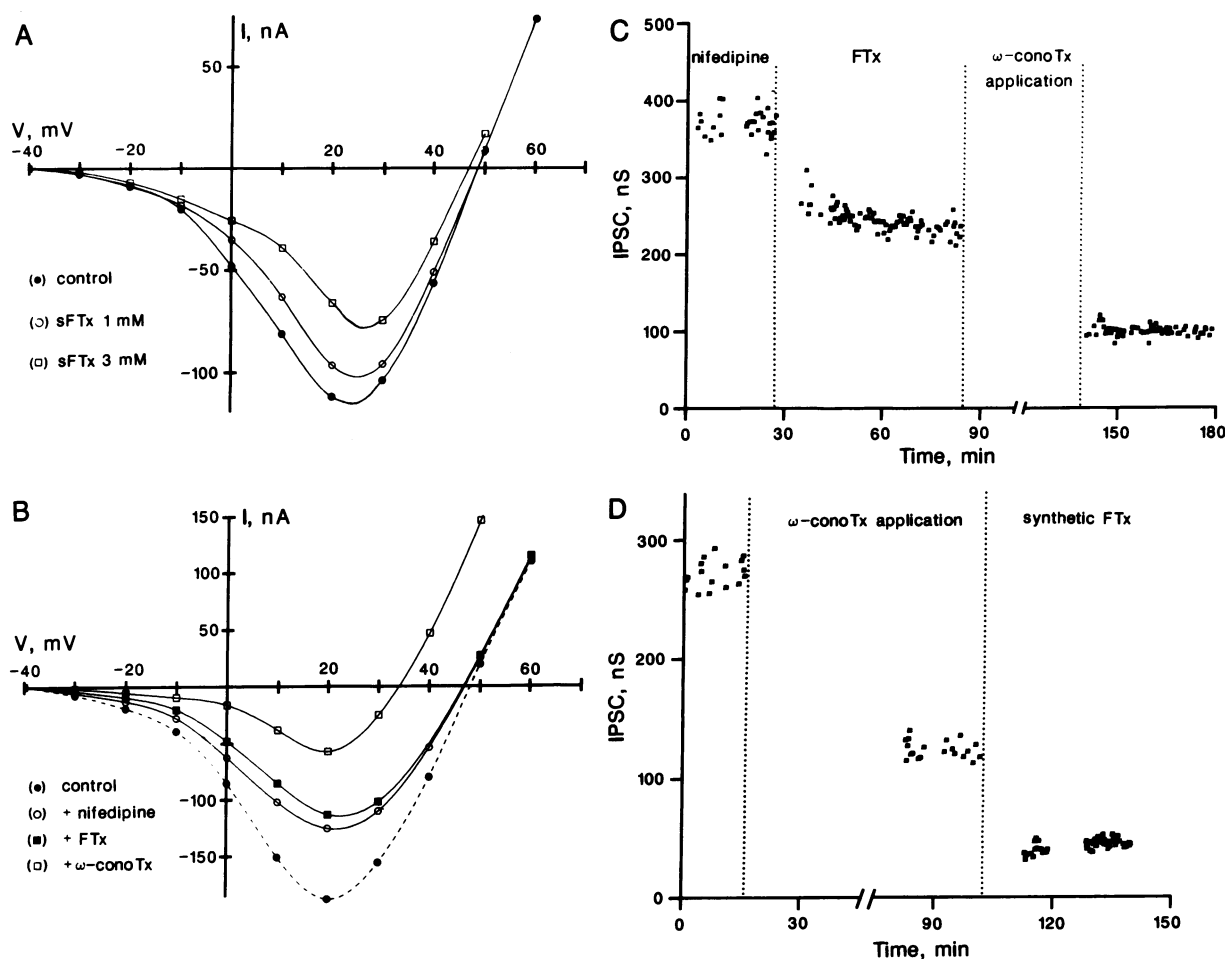 A
I, nA
50
V, mV
-40 -20 20 40 60
-50
-100
(●) control
(○) sFTx 1 mM
(□) sFTx 3 mM
B
I, nA
150
100
50
V, mV
-40 -20 20 40 60
-100
-150
(●) control
(○) + nifedipine
(■) + FTx
(□) + ω-conoTx
C
nifedipine FTx ω-conoTx
application
IPSC, nS
500
400
300
200
100
0
0 30 60 90 150 180
Time, min
D
ω-conoTx application synthetic FTx
IPSC, nS
300
200
100
0
0 30 90 120 150
Time, min